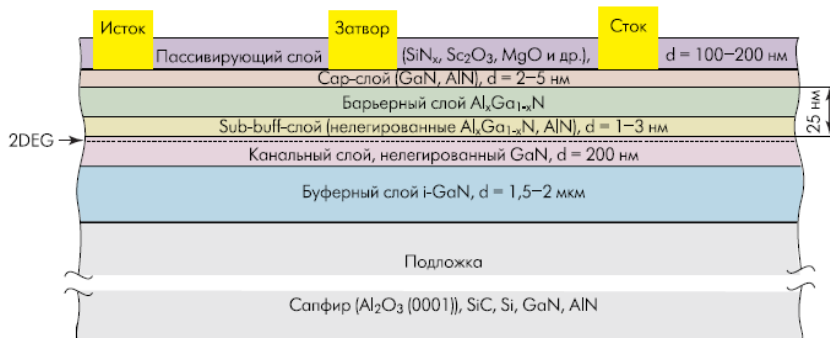 Исток Затвор Сток
Пассивирующий слой (SiNₓ, Sc₂O₃, MgO и др.), d = 100–200 нм
Cap-слой (GaN, AlN), d = 2–5 нм
Барьерный слой AlₓGa₁₋ₓN
25 нм
Sub-buff-слой (нелегированные AlₓGa₁₋ₓN, AlN), d = 1–3 нм
2DEG
Канальный слой, нелегированный GaN, d = 200 нм
Буферный слой i-GaN, d = 1,5–2 мкм
Подложка
Сапфир (Al₂O₃ (0001)), SiC, Si, GaN, AlN